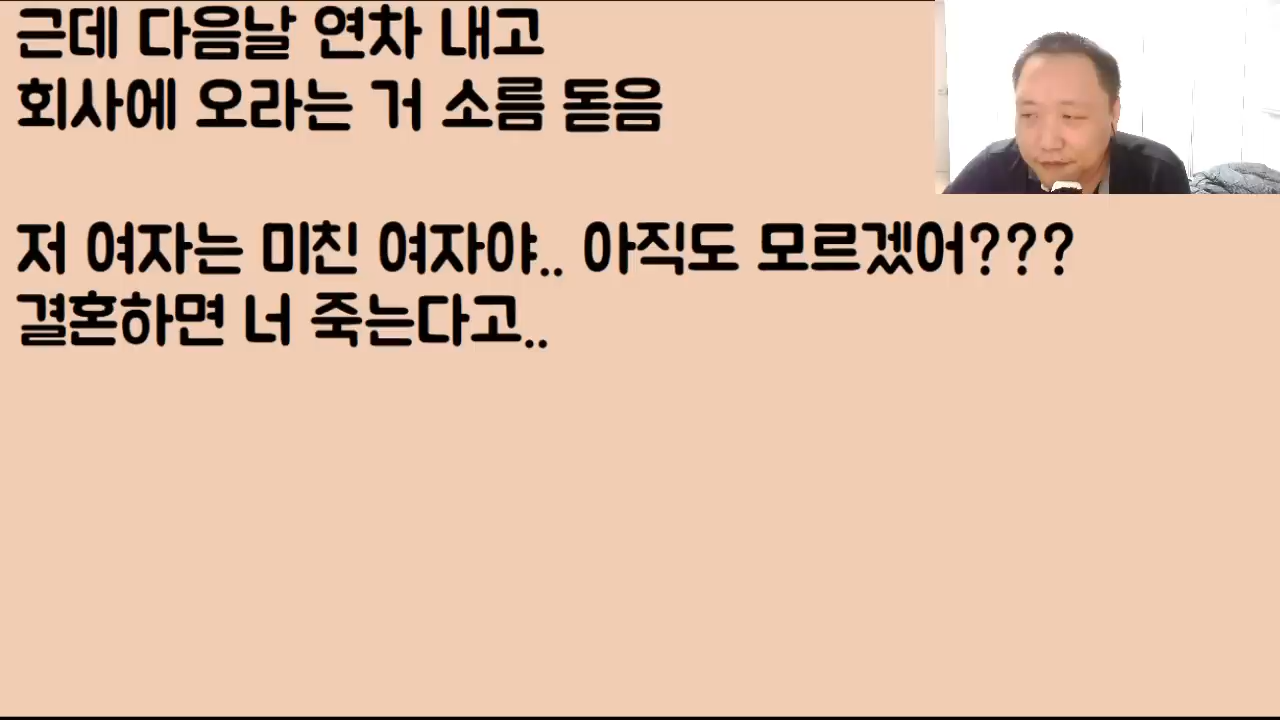 근데 다음날 연차 내고
회사에 오라는 거 소름 돋음
저 여자는 미친 여자야.. 아직도 모르겠어???
결혼하면 너 죽는다고..